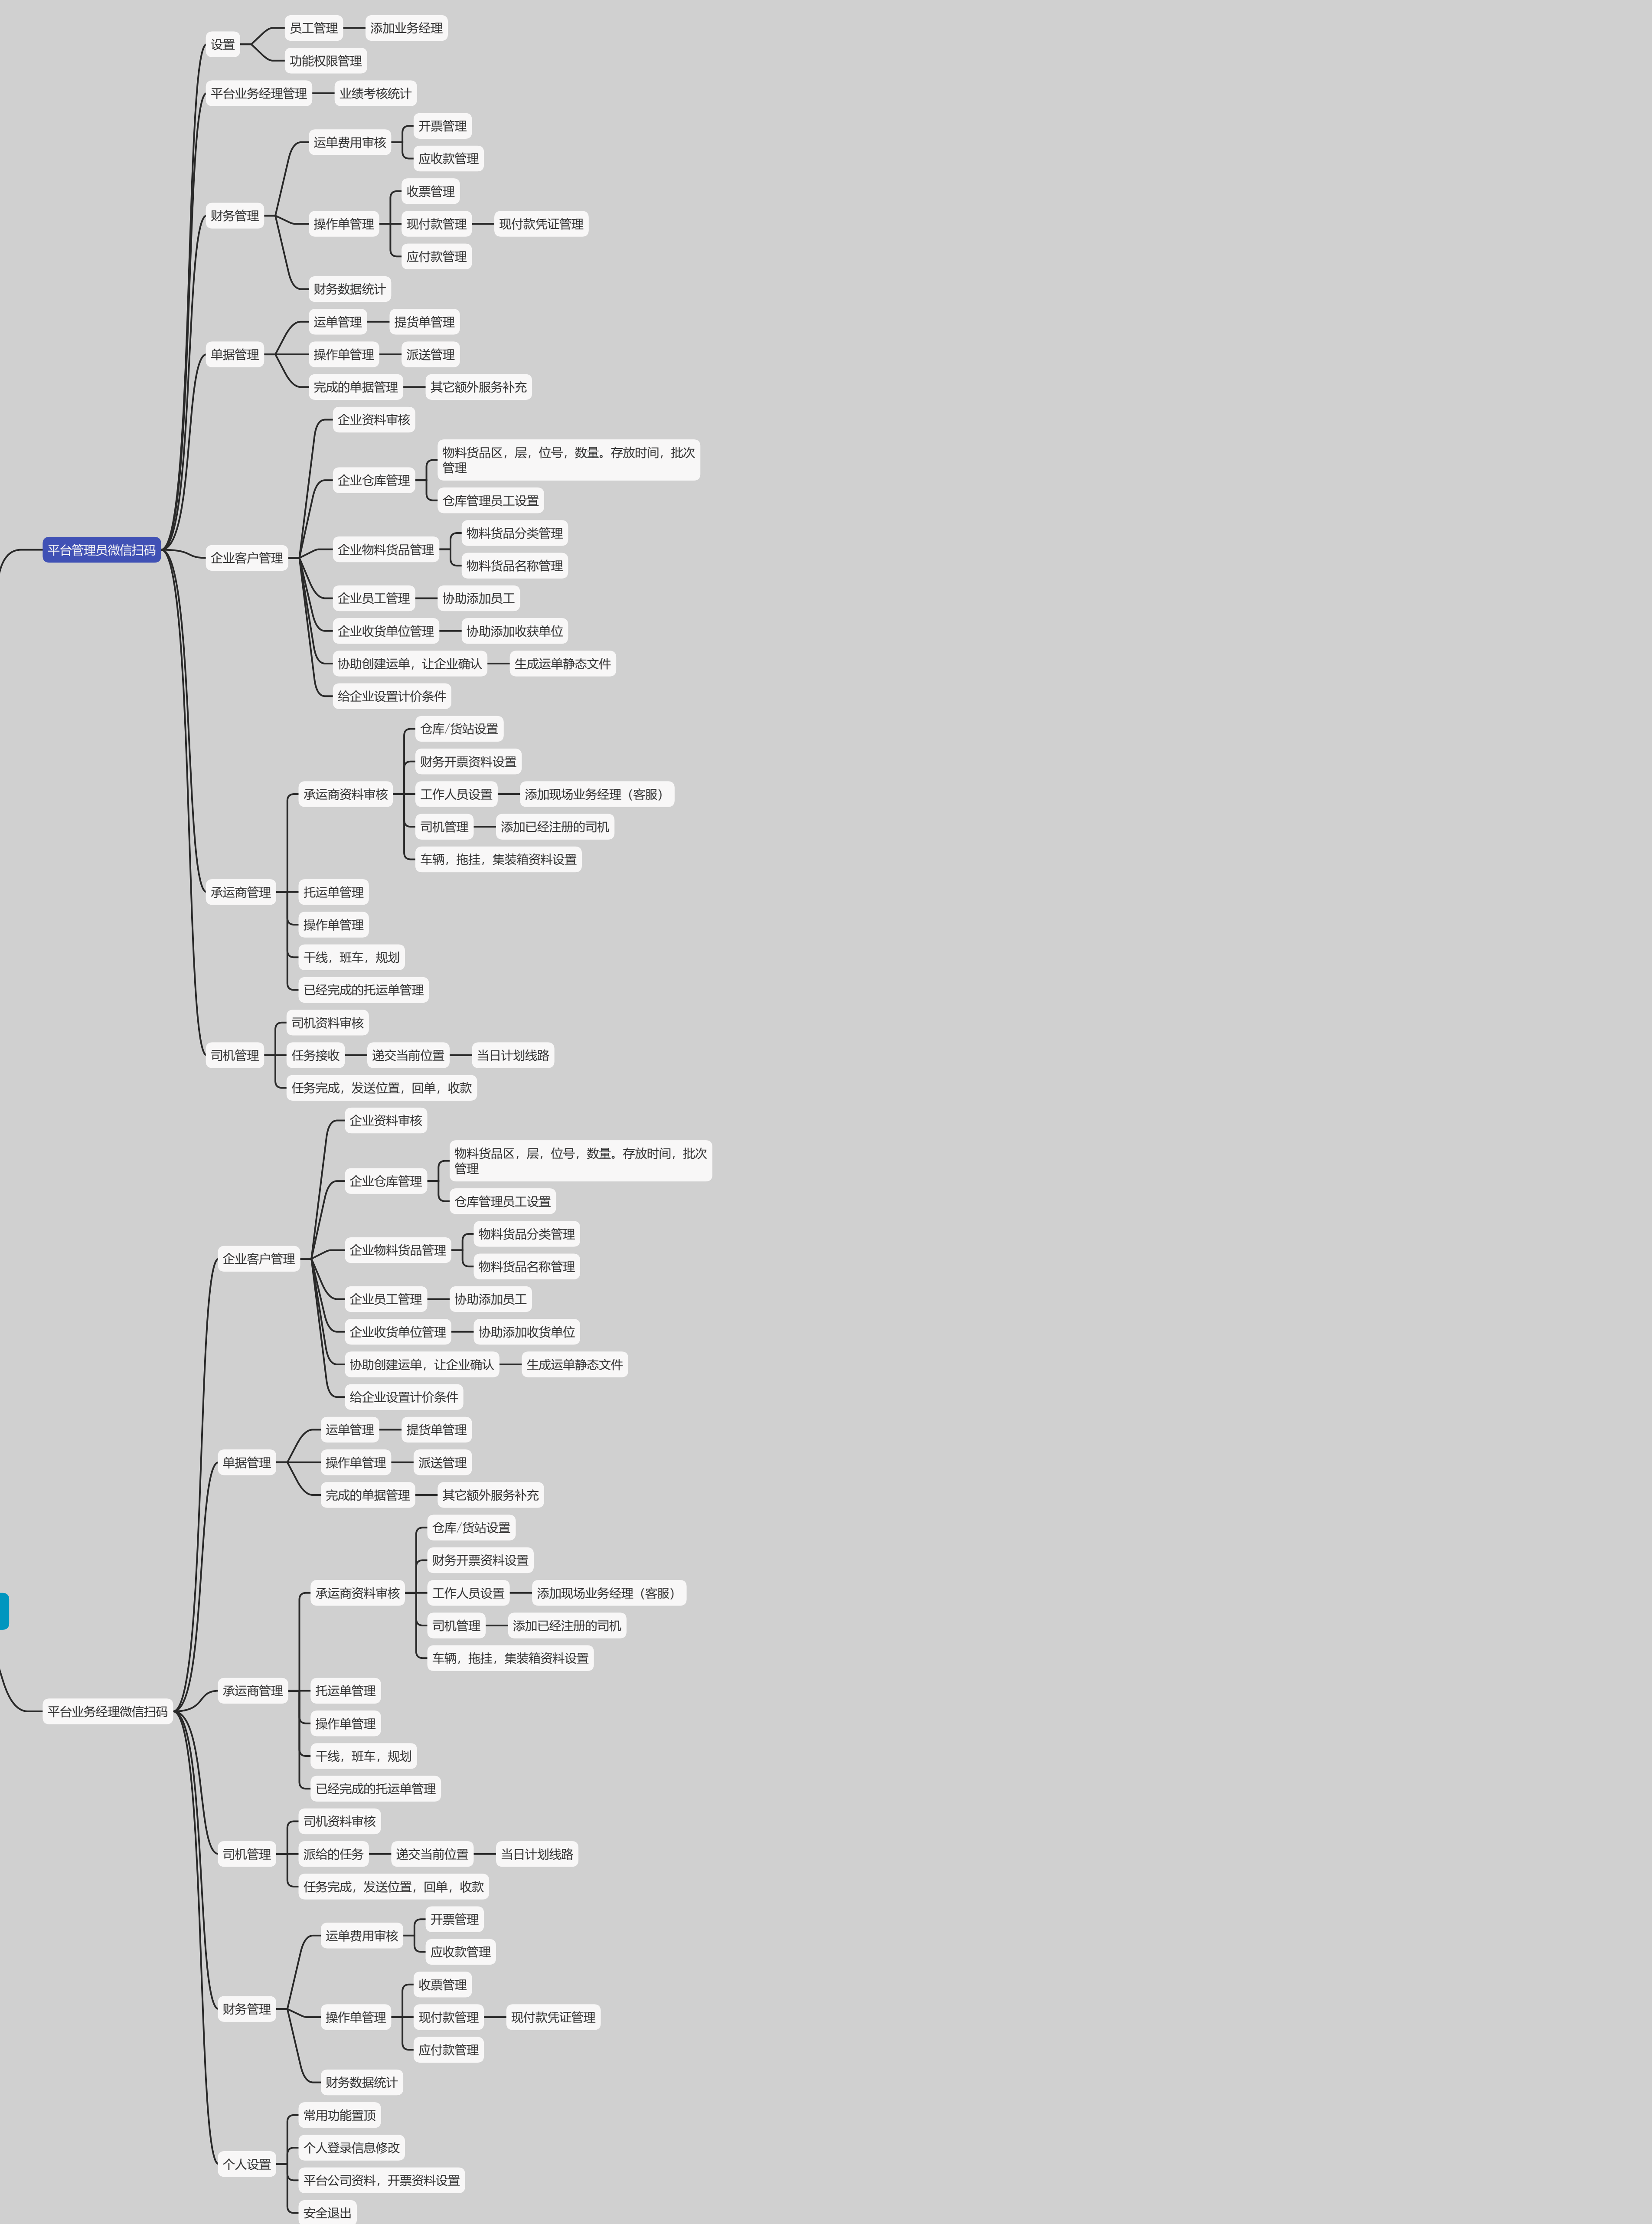 设置
员工管理
添加业务经理
功能权限管理
平台业务经理管理
业绩考核统计
财务管理
运单费用审核
开票管理
应收款管理
操作单管理
收票管理
现付款管理
现付款凭证管理
应付款管理
财务数据统计
单据管理
运单管理
提货单管理
操作单管理
派送管理
完成的单据管理
其它额外服务补充
平台管理员微信扫码
企业客户管理
企业资料审核
企业仓库管理
物料货品区，层，位号，数量。存放时间，批次
管理
仓库管理员工设置
企业物料货品管理
物料货品分类管理
物料货品名称管理
企业员工管理
协助添加员工
企业收货单位管理
协助添加收获单位
协助创建运单，让企业确认
生成运单静态文件
给企业设置计价条件
承运商管理
承运商资料审核
仓库/货站设置
财务开票资料设置
工作人员设置
添加现场业务经理（客服）
司机管理
添加已经注册的司机
车辆，拖挂，集装箱资料设置
托运单管理
操作单管理
干线，班车，规划
已经完成的托运单管理
司机管理
司机资料审核
任务接收
递交当前位置
当日计划线路
任务完成，发送位置，回单，收款
平台业务经理微信扫码
企业客户管理
企业资料审核
企业仓库管理
物料货品区，层，位号，数量。存放时间，批次
管理
仓库管理员工设置
企业物料货品管理
物料货品分类管理
物料货品名称管理
企业员工管理
协助添加员工
企业收货单位管理
协助添加收货单位
协助创建运单，让企业确认
生成运单静态文件
给企业设置计价条件
单据管理
运单管理
提货单管理
操作单管理
派送管理
完成的单据管理
其它额外服务补充
承运商管理
承运商资料审核
仓库/货站设置
财务开票资料设置
工作人员设置
添加现场业务经理（客服）
司机管理
添加已经注册的司机
车辆，拖挂，集装箱资料设置
托运单管理
操作单管理
干线，班车，规划
已经完成的托运单管理
司机管理
司机资料审核
派给的任务
递交当前位置
当日计划线路
任务完成，发送位置，回单，收款
财务管理
运单费用审核
开票管理
应收款管理
操作单管理
收票管理
现付款管理
现付款凭证管理
应付款管理
财务数据统计
个人设置
常用功能置顶
个人登录信息修改
平台公司资料，开票资料设置
安全退出